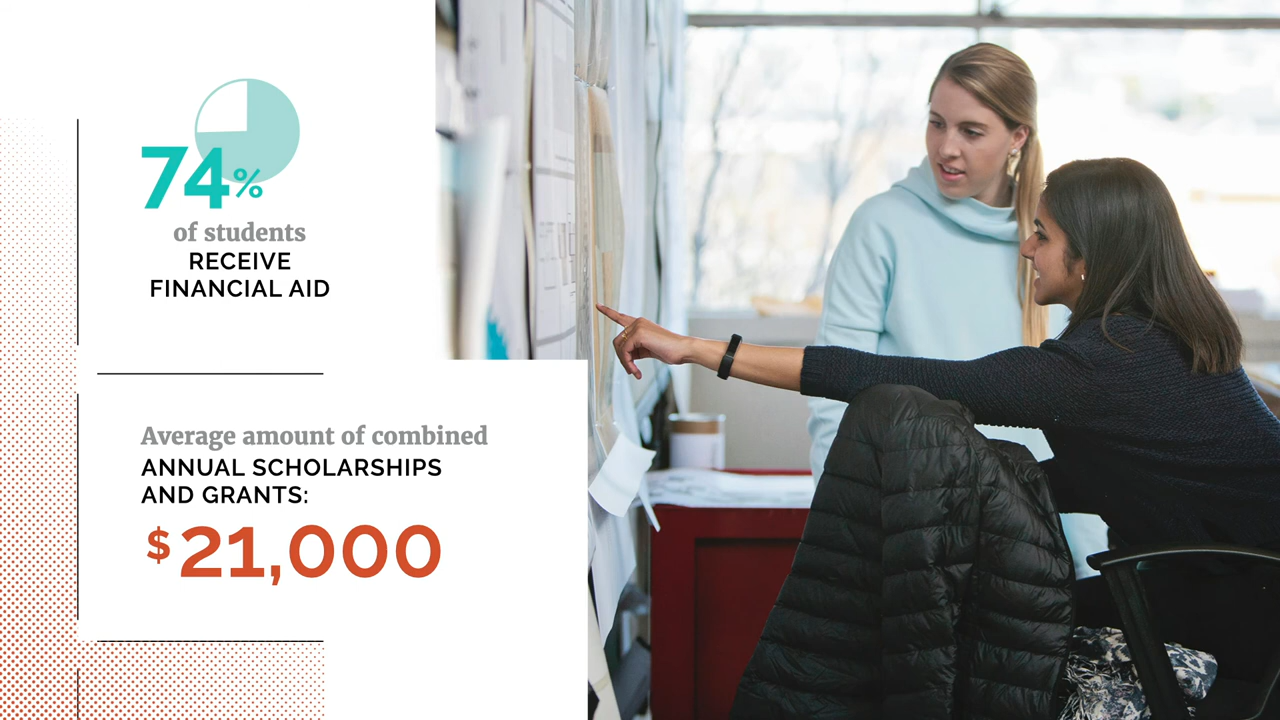 74%
of students
RECEIVE
FINANCIAL AID
Average amount of combined
ANNUAL SCHOLARSHIPS
AND GRANTS:
$21,000